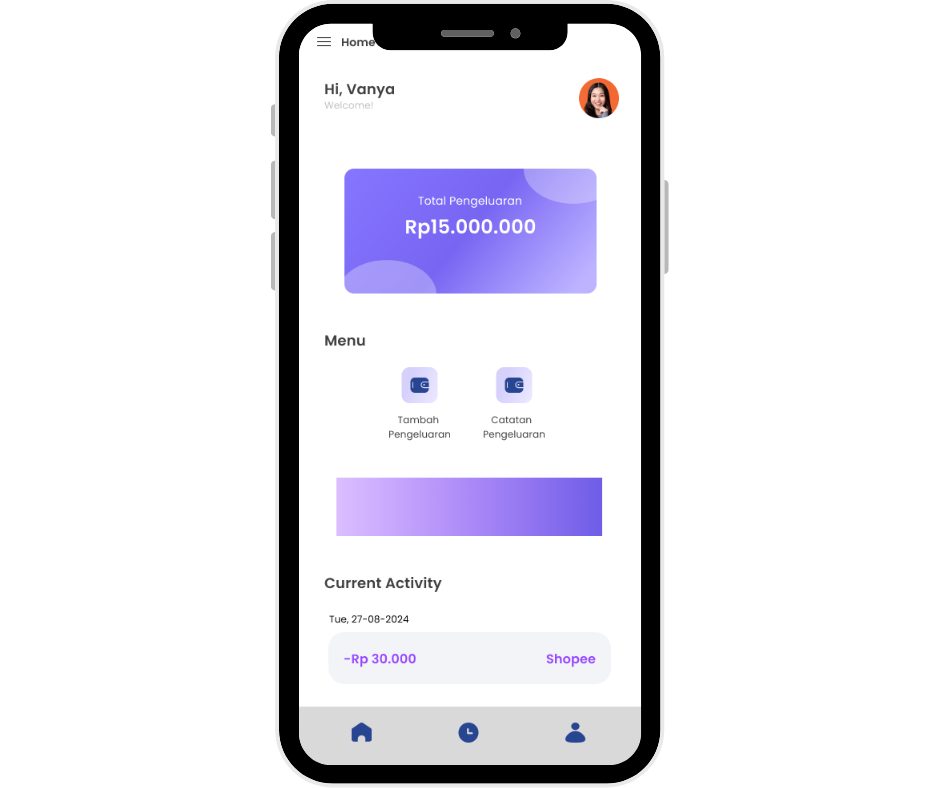 Home
Hi, Vanya
Welcome!
Total Pengeluaran
Rp15.000.000
Menu
Tambah
Pengeluaran
Catatan
Pengeluaran
Current Activity
Tue, 27-08-2024
-Rp 30.000
Shopee